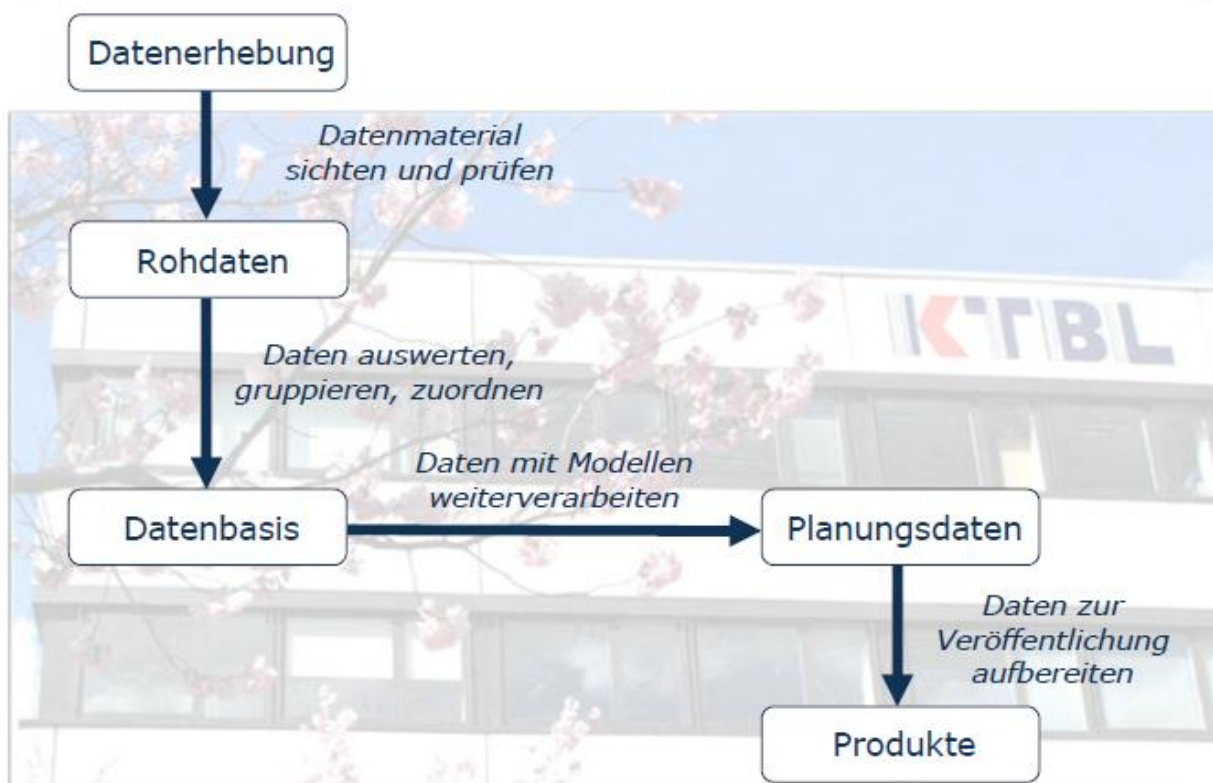 Datenerhebung
Datenmaterial
sichten und prüfen
Rohdaten
KTBL
Daten auswerten,
gruppieren, zuordnen
Daten mit Modellen
weiterverarbeiten
Datenbasis
Planungsdaten
Daten zur
Veröffentlichung
aufbereiten
Produkte